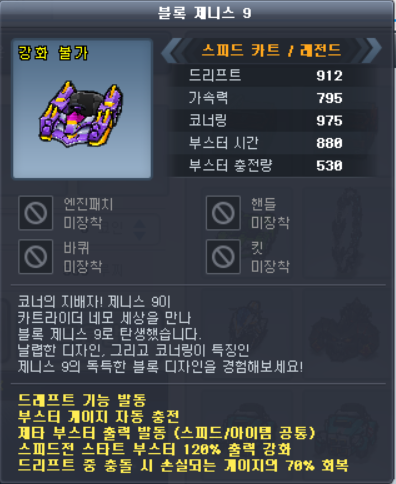 블록 제니스 9
강화 불가
스피드 카트 / 레전드
드리프트 912
가속력 795
코너링 975
부스터 시간 880
부스터 충전량 530
엔진패치
미장착
핸들
미장착
바퀴
미장착
킷
미장착
코너의 지배자! 제니스 9이
카트라이더 네모 세상을 만나
블록 제니스 9로 탄생했습니다.
날렵한 디자인, 그리고 코너링이 특징인
제니스 9의 독특한 블록 디자인을 경험해보세요!
드래프트 기능 발동
부스터 게이지 자동 충전
제타 부스터 출력 발동 (스피드/아이템 공통)
스피드전 스타트 부스터 120% 출력 강화
드리프트 중 충돌 시 손실되는 게이지의 70% 회복